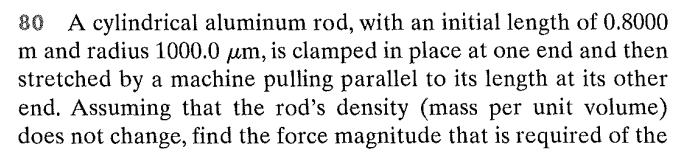 80 A cylindrical aluminum rod, with an initial length of 0.8000
m and radius 1000.0 μm, is clamped in place at one end and then
stretched by a machine pulling parallel to its length at its other
end. Assuming that the rod's density (mass per unit volume)
does not change, find the force magnitude that is required of the